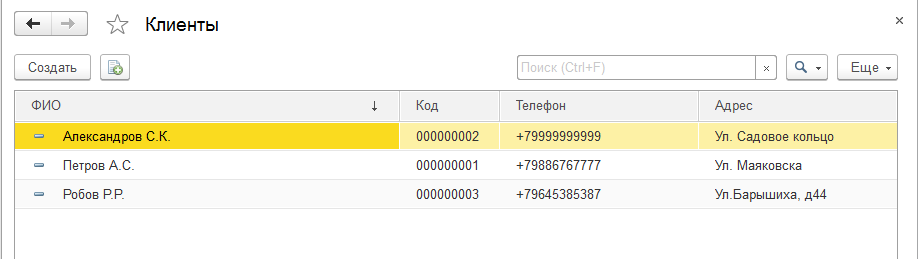 Клиенты
Создать Поиск (Ctrl+F) × Еще
ФИО ↓ Код Телефон Адрес
Александров С.К. 000000002 +79999999999 Ул. Садовое кольцо
Петров А.С. 000000001 +79886767777 Ул. Маяковска
Робов Р.Р. 000000003 +79645385387 Ул.Барышиха, д44